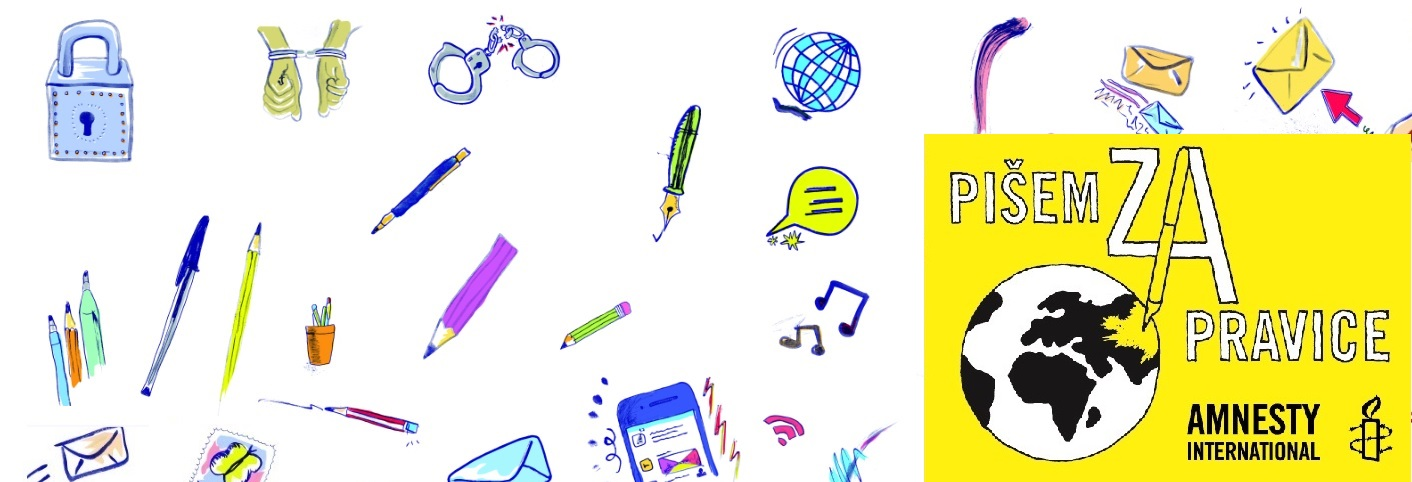 PIŠEM ZA
PRAVICE
AMNESTY
INTERNATIONAL